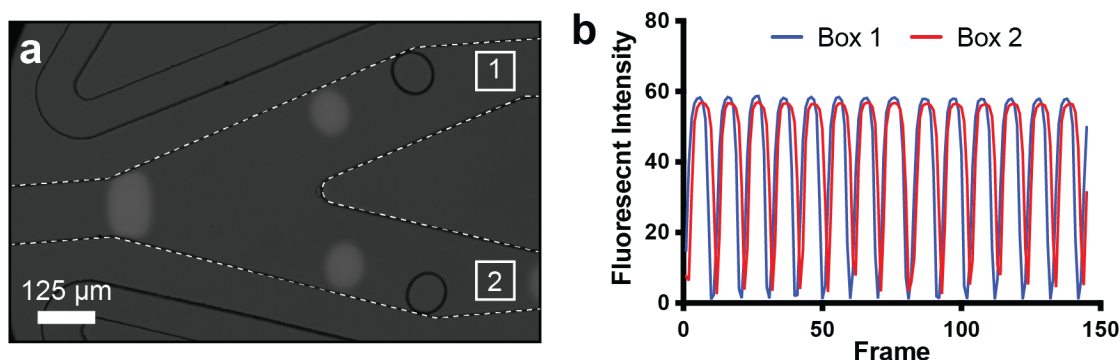 a
1
2
125 µm
b
Box 1 Box 2
Fluoresecnt Intensity
80
60
40
20
0
0 50 100 150
Frame